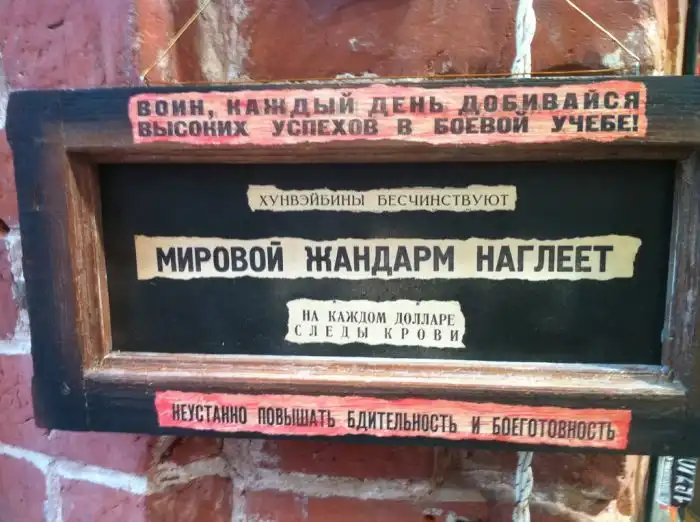 ВОИН, КАЖДЫЙ ДЕНЬ ДОБИВАЙСЯ
ВЫСОКИХ УСПЕХОВ В БОЕВОЙ УЧЕБЕ!
ХУНВЭЙБИНЫ БЕСЧИНСТВУЮТ
МИРОВОЙ ЖАНДАРМ НАГЛЕЕТ
НА КАЖДОМ ДОЛЛАРЕ
СЛЕДЫ КРОВИ
НЕУСТАННО ПОВЫШАТЬ БДИТЕЛЬНОСТЬ И БОЕГОТОВНОСТЬ